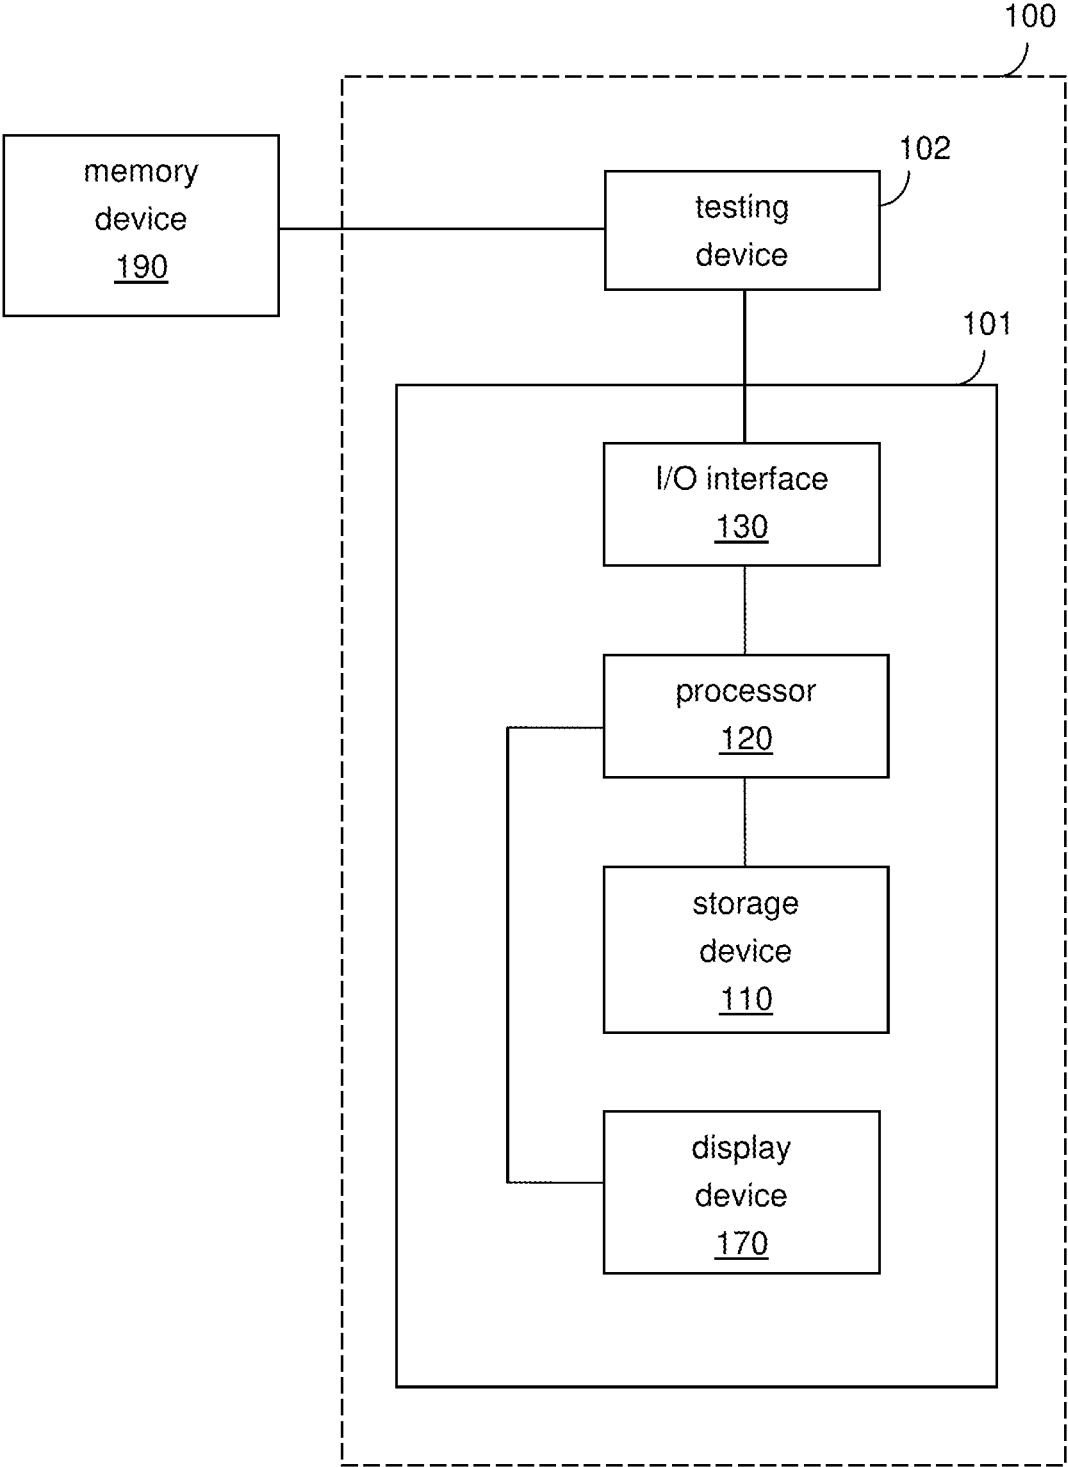 100
memory
device
190
102
testing
device
101
I/O interface
130
processor
120
storage
device
110
display
device
170